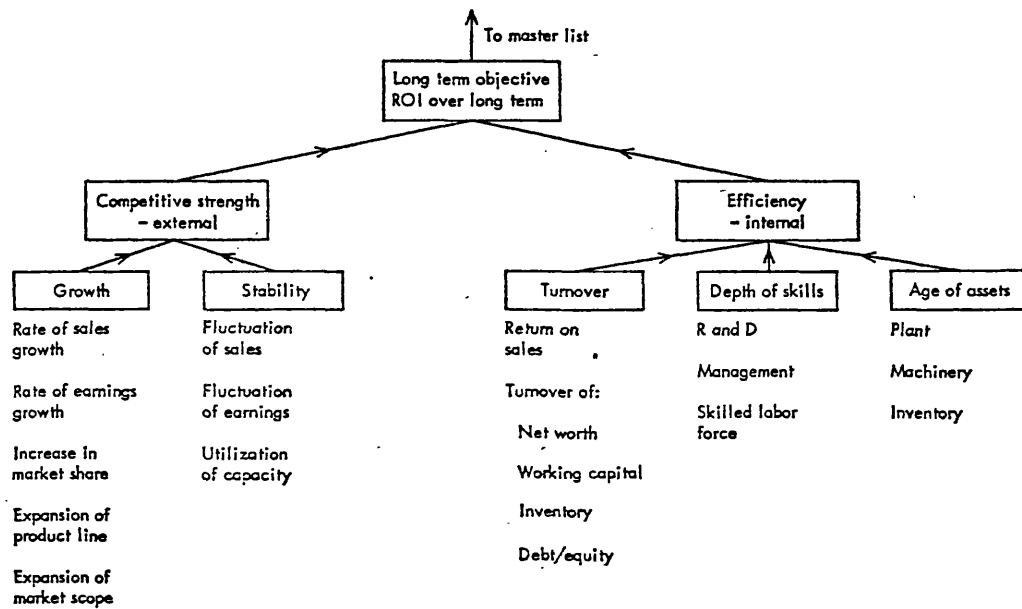 To master list
Long term objective
ROI over long term
Competitive strength
- external
Efficiency
- internal
Growth
Stability
Turnover
Depth of skills
Age of assets
Rate of sales
growth
Rate of earnings
growth
Increase in
market share
Expansion of
product line
Expansion of
market scope
Fluctuation
of sales
Fluctuation
of earnings
Utilization
of capacity
Return on
sales
Turnover of:
Net worth
Working capital
Inventory
Debt/equity
R and D
Management
Skilled labor
force
Plant
Machinery
Inventory